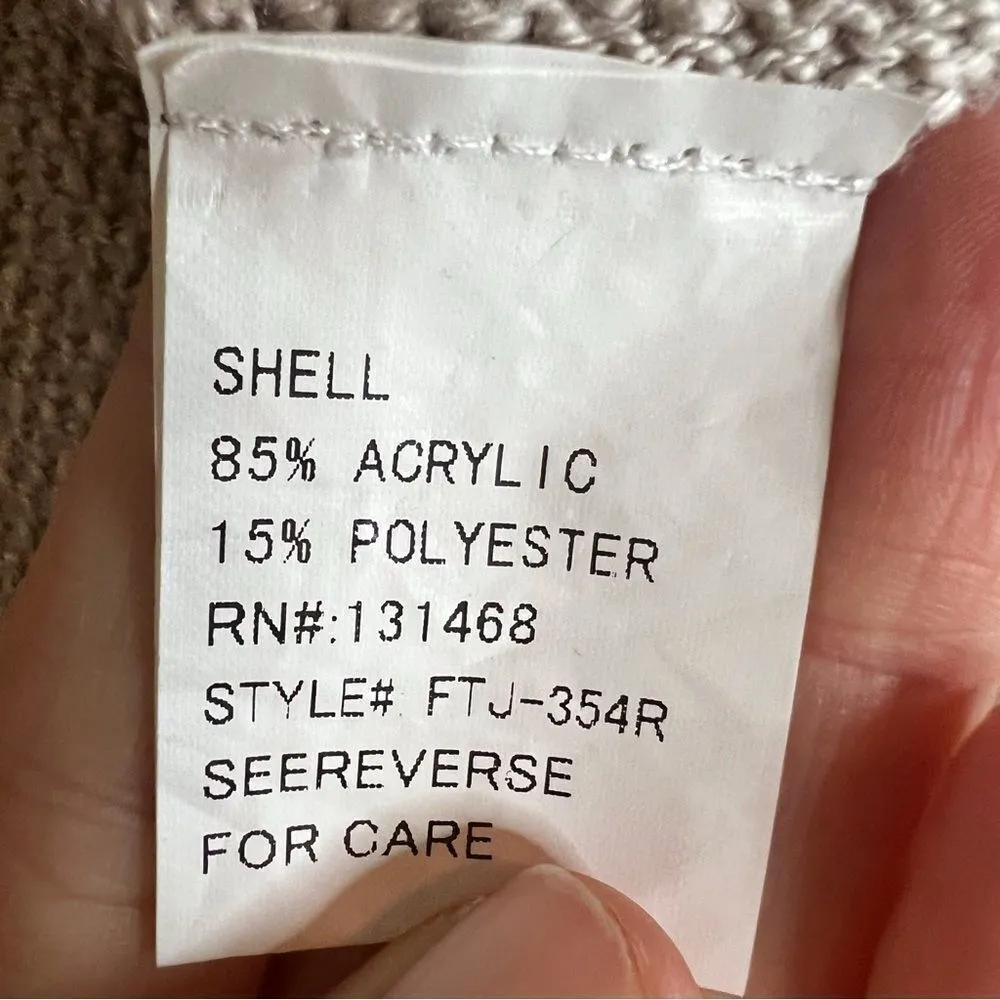 SHELL
85% ACRYLIC
15% POLYESTER
RN#:131468
STYLE# FTJ-354R
SEEREVERSE
FOR CARE